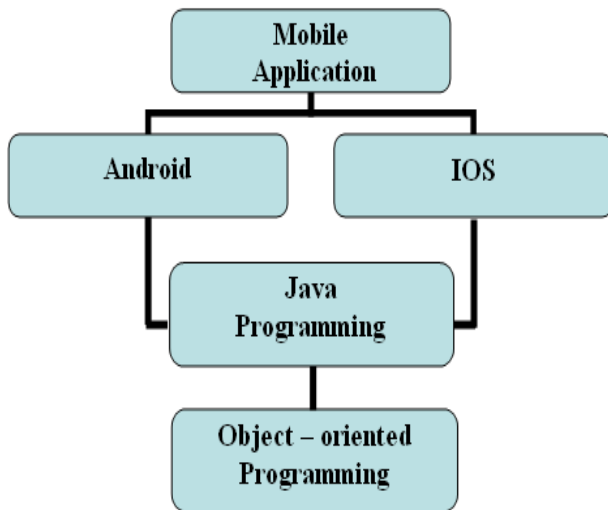 Mobile
Application
Android
IOS
Java
Programming
Object – oriented
Programming